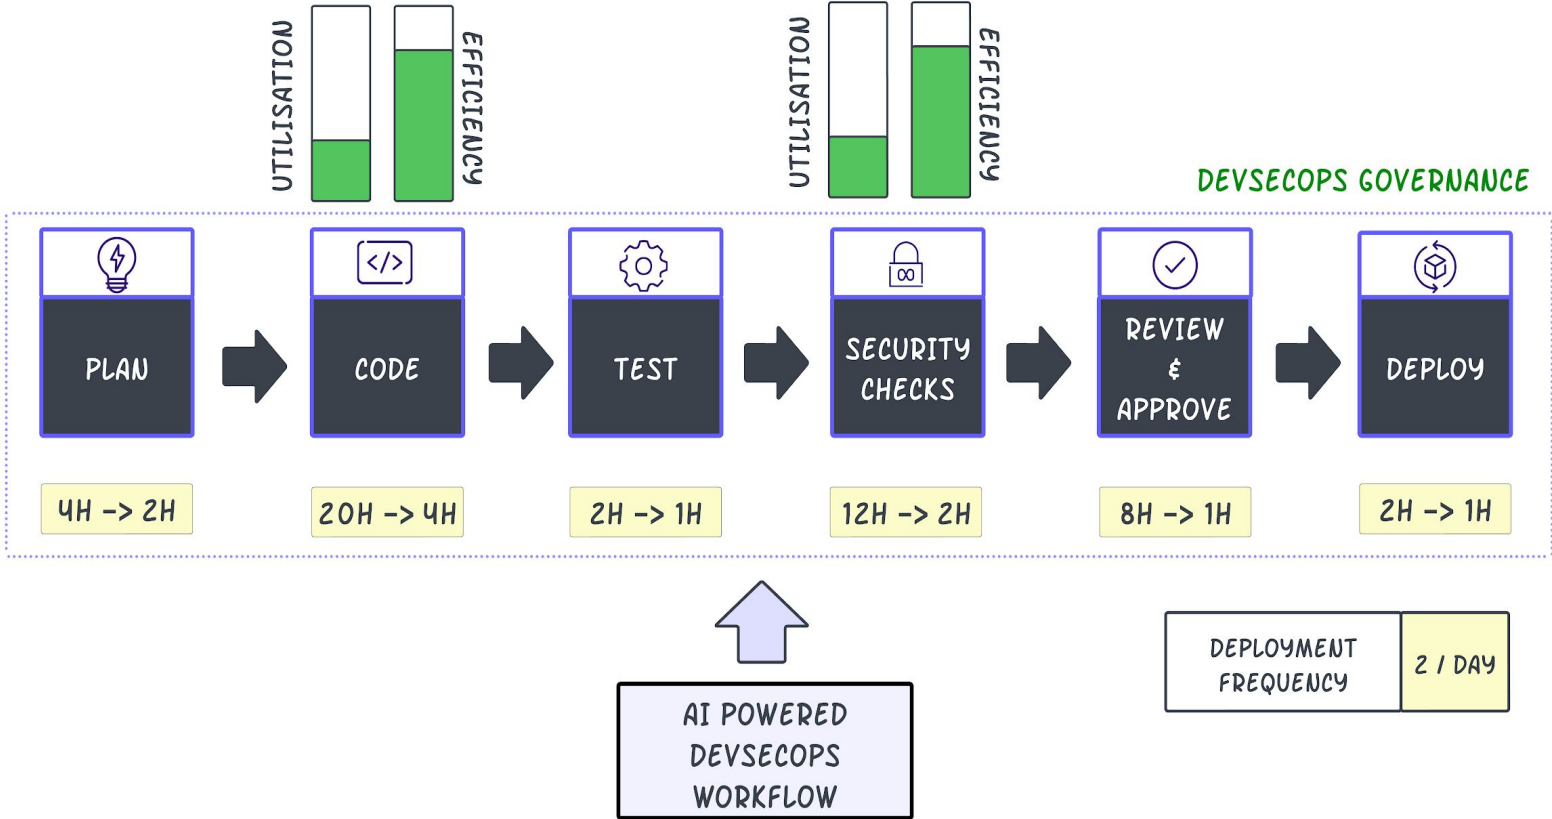 UTILISATION
EFFICIENCY
UTILISATION
EFFICIENCY
DEVSECOPS GOVERNANCE
</>
∞
PLAN
CODE
TEST
SECURITY
CHECKS
REVIEW
&
APPROVE
DEPLOY
4H -> 2H
20H -> 4H
2H -> 1H
12H -> 2H
8H -> 1H
2H -> 1H
DEPLOYMENT
FREQUENCY
2 / DAY
AI POWERED
DEVSECOPS
WORKFLOW